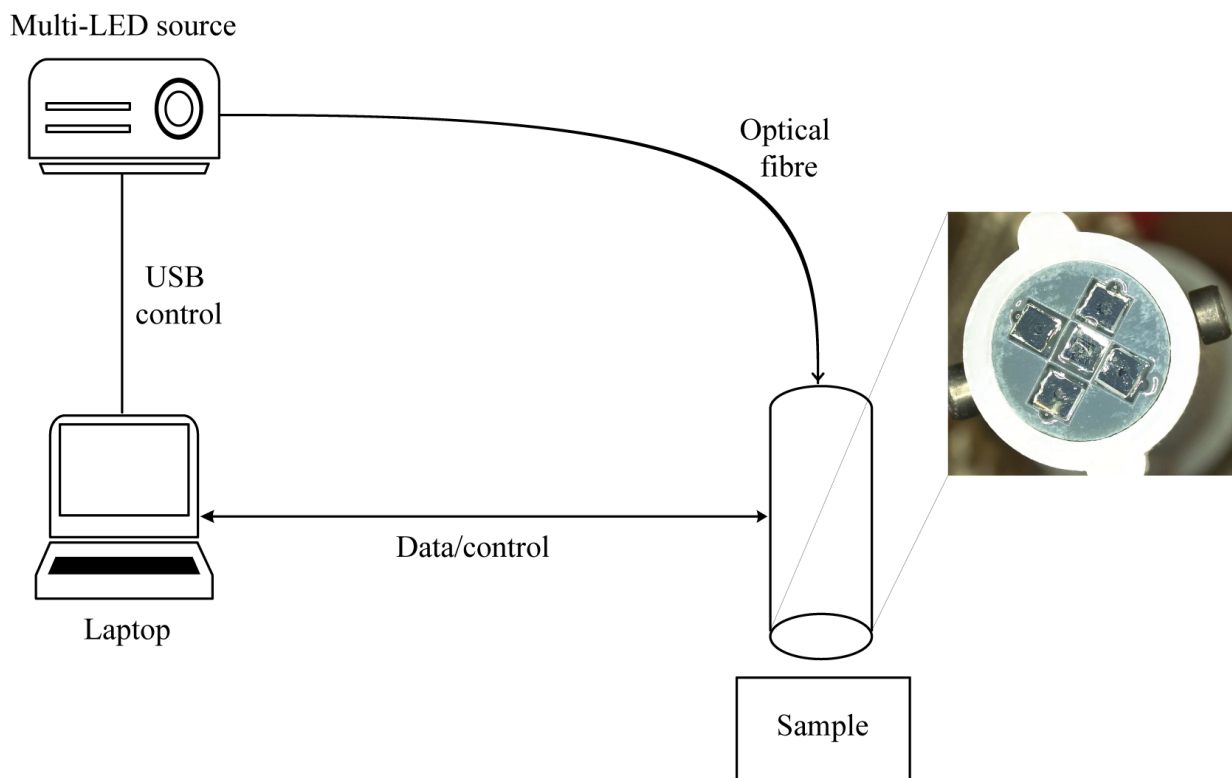 Multi-LED source
Optical
fibre
USB
control
Data/control
Laptop
Sample